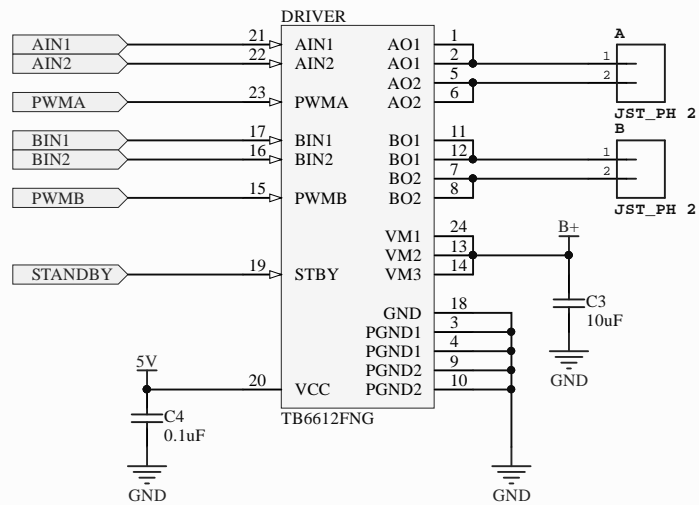 DRIVER
AIN1 21 AIN1 AO1 1
AIN2 22 AIN2 AO1 2
AO2 5
PWMA 23 PWMA AO2 6
A
1
2
JST_PH 2
BIN1 17 BIN1 BO1 11
BIN2 16 BIN2 BO1 12
BO2 7
PWMB 15 PWMB BO2 8
B
1
2
JST_PH 2
VM1 24
VM2 13
STANDBY 19 STBY VM3 14
B+
C3
10uF
GND
GND 18
PGND1 3
PGND1 4
PGND2 9
5V 20 VCC PGND2 10
C4
0.1uF
GND
TB6612FNG
GND